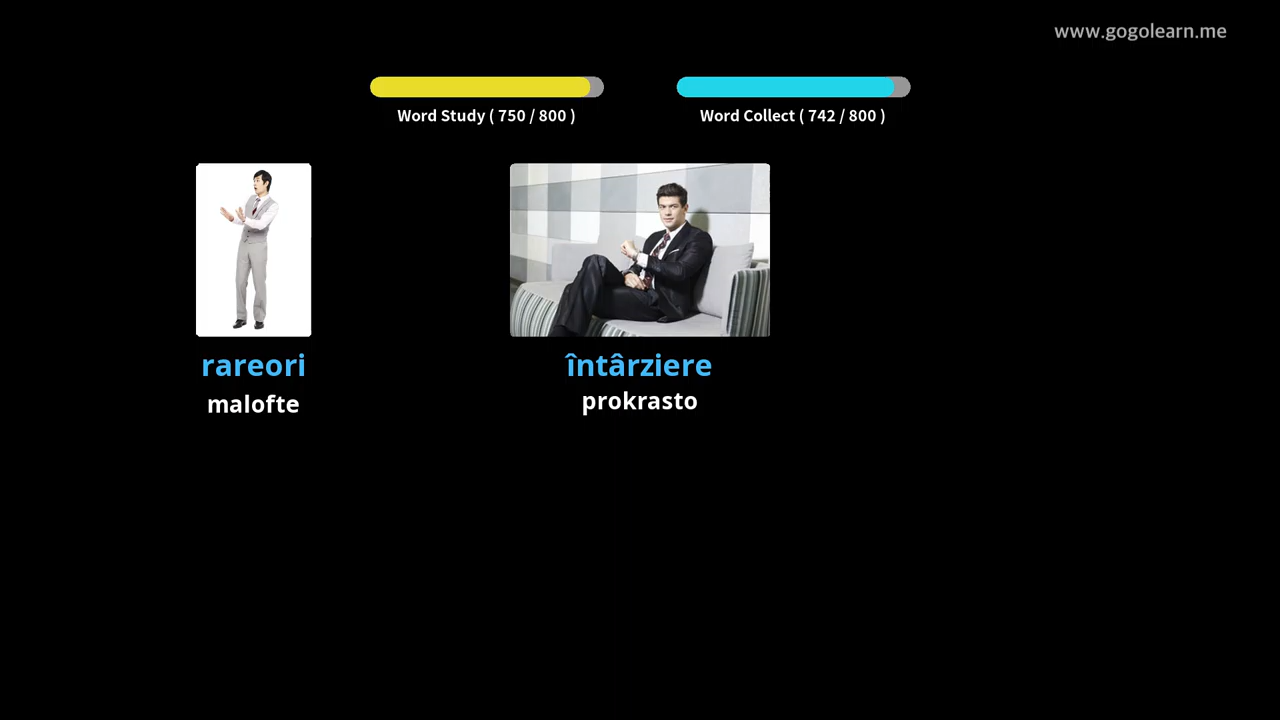 www.gogolearn.me
Word Study ( 750 / 800 )
Word Collect ( 742 / 800 )
rareori
malofte
întârziere
prokrasto